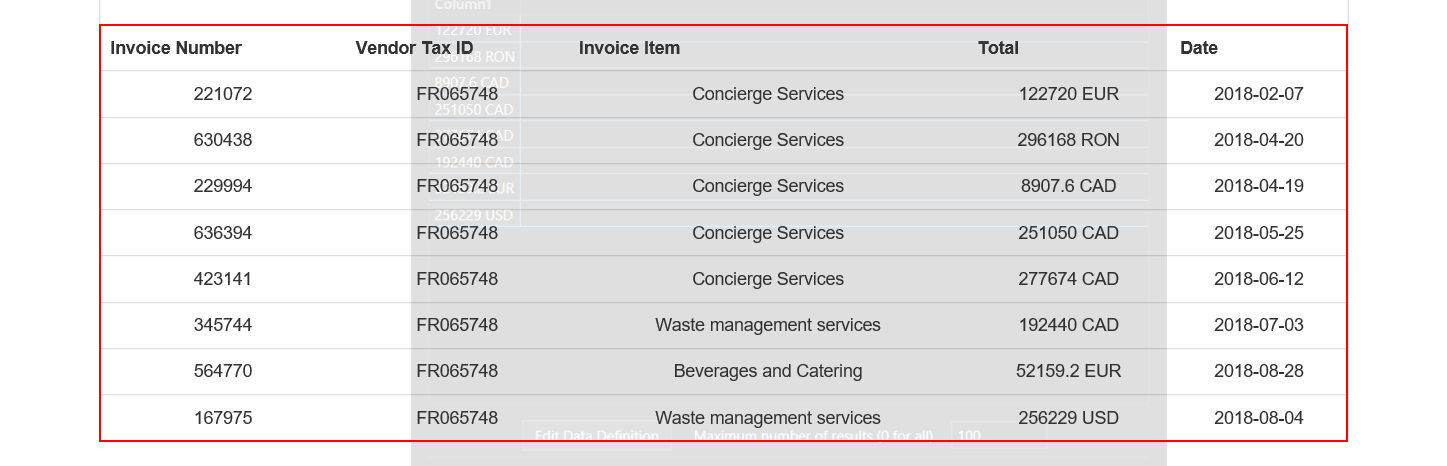 Column1
122720 EUR
Invoice Number Vendor Tax ID Invoice Item Total Date
296168 RON
8907.6 CAD
221072 FR065748 Concierge Services 122720 EUR 2018-02-07
251050 CAD
630438 FR065748 Concierge Services 296168 RON 2018-04-20
192440 CAD
229994 FR065748 Concierge Services 8907.6 CAD 2018-04-19
256229 USD
636394 FR065748 Concierge Services 251050 CAD 2018-05-25
423141 FR065748 Concierge Services 277674 CAD 2018-06-12
345744 FR065748 Waste management services 192440 CAD 2018-07-03
564770 FR065748 Beverages and Catering 52159.2 EUR 2018-08-28
167975 FR065748 Waste management services 256229 USD 2018-08-04
Edit Data Definition Maximum number of results (0 for all) 100